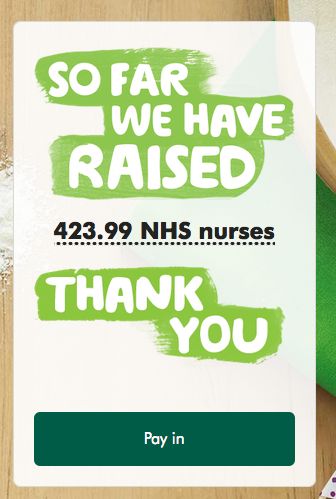 SO FAR
WE HAVE
RAISED
423.99 NHS nurses
THANK
YOU
Pay in